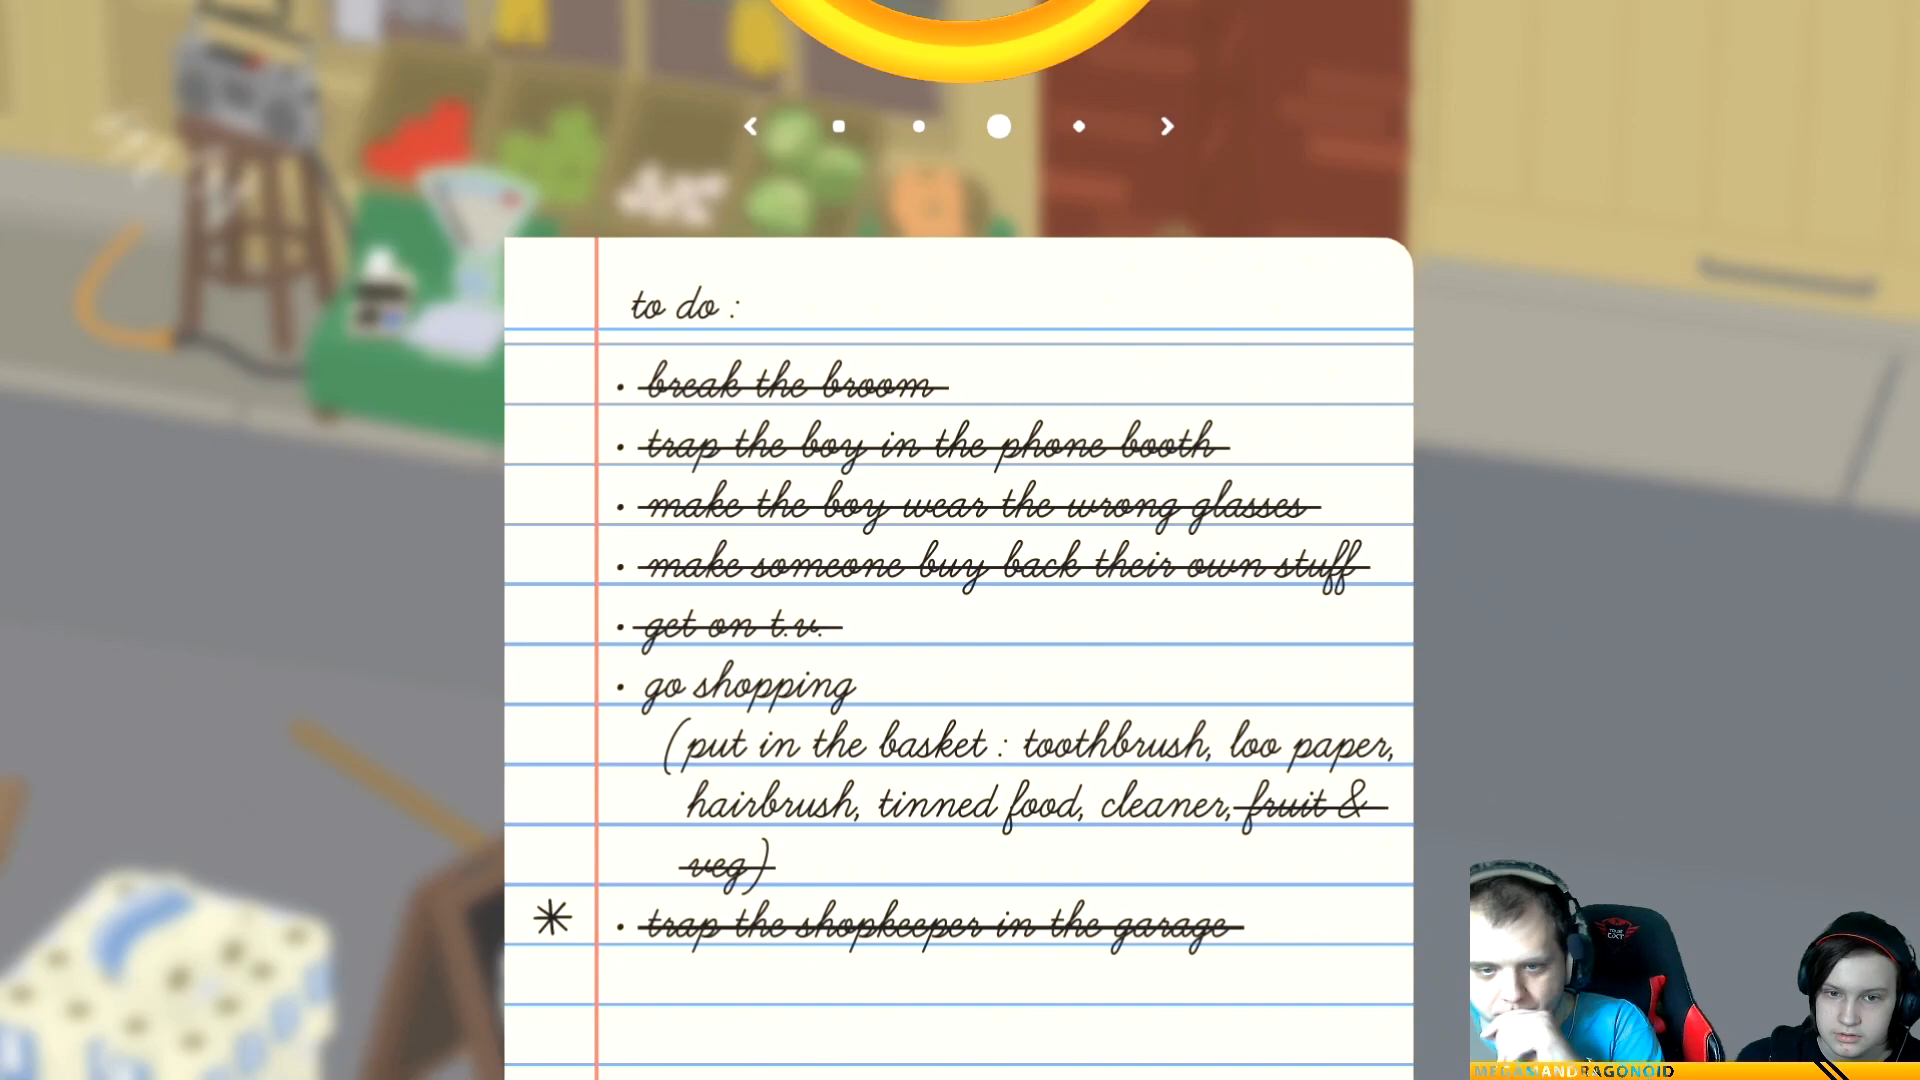 to do :
• break the broom
• trap the boy in the phone booth
• make the boy wear the wrong glasses
• make someone buy back their own stuff
• get on t.v.
• go shopping
(put in the basket : toothbrush, loo paper,
hairbrush, tinned food, cleaner, fruit &
veg)
* • trap the shopkeeper in the garage
MEGAMANDRAGONOID